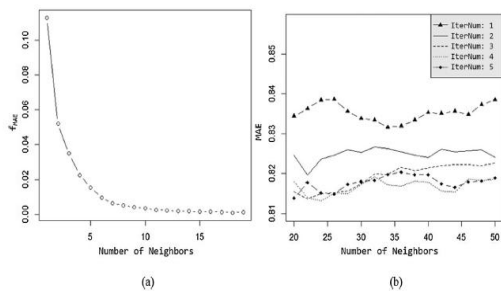 f_MAE
0.10
0.08
0.06
0.04
0.02
0.00
5
10
15
Number of Neighbors
(a)
MAE
0.85
0.84
0.83
0.82
0.81
20
25
30
35
40
45
50
Number of Neighbors
IterNum: 1
IterNum: 2
IterNum: 3
IterNum: 4
IterNum: 5
(b)